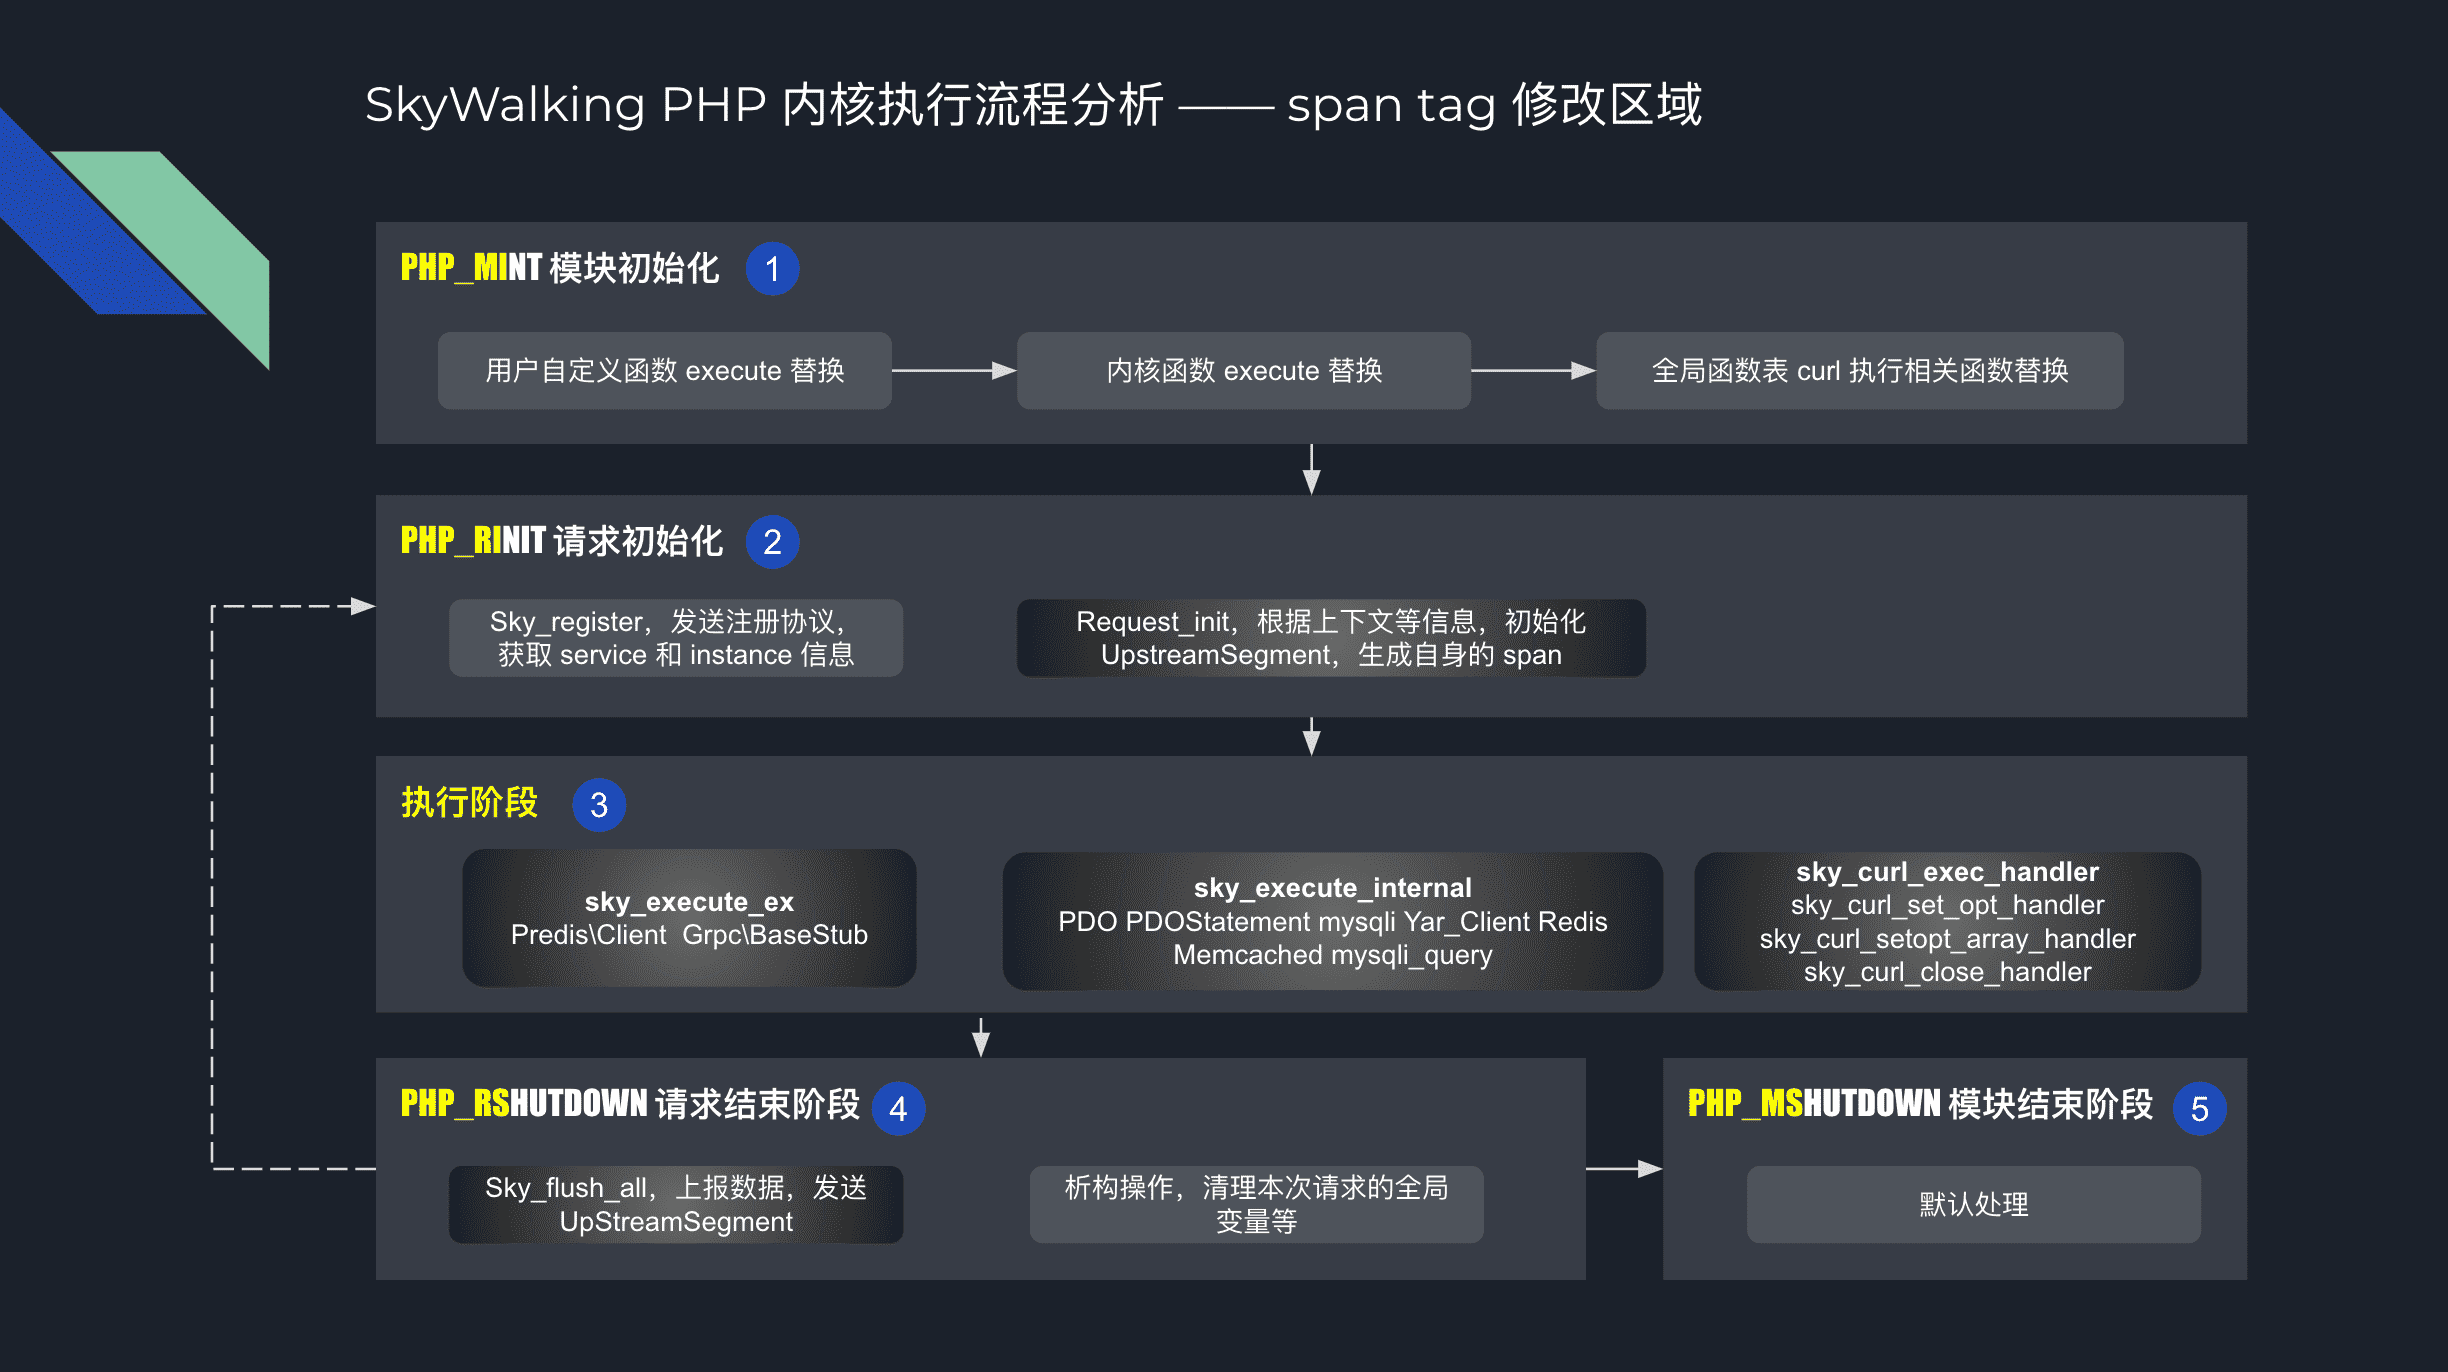 SkyWalking PHP 内核执行流程分析 —— span tag 修改区域
PHP_MINT 模块初始化
1
用户自定义函数 execute 替换
内核函数 execute 替换
全局函数表 curl 执行相关函数替换
PHP_RINIT 请求初始化
2
Sky_register，发送注册协议，
获取 service 和 instance 信息
Request_init，根据上下文等信息，初始化
UpstreamSegment，生成自身的 span
执行阶段
3
sky_execute_ex
Predis\Client  Grpc\BaseStub
sky_execute_internal
PDO PDOStatement mysqli Yar_Client Redis
Memcached mysqli_query
sky_curl_exec_handler
sky_curl_set_opt_handler
sky_curl_setopt_array_handler
sky_curl_close_handler
PHP_RSHUTDOWN 请求结束阶段
4
Sky_flush_all，上报数据，发送
UpStreamSegment
析构操作，清理本次请求的全局
变量等
PHP_MSHUTDOWN 模块结束阶段
5
默认处理